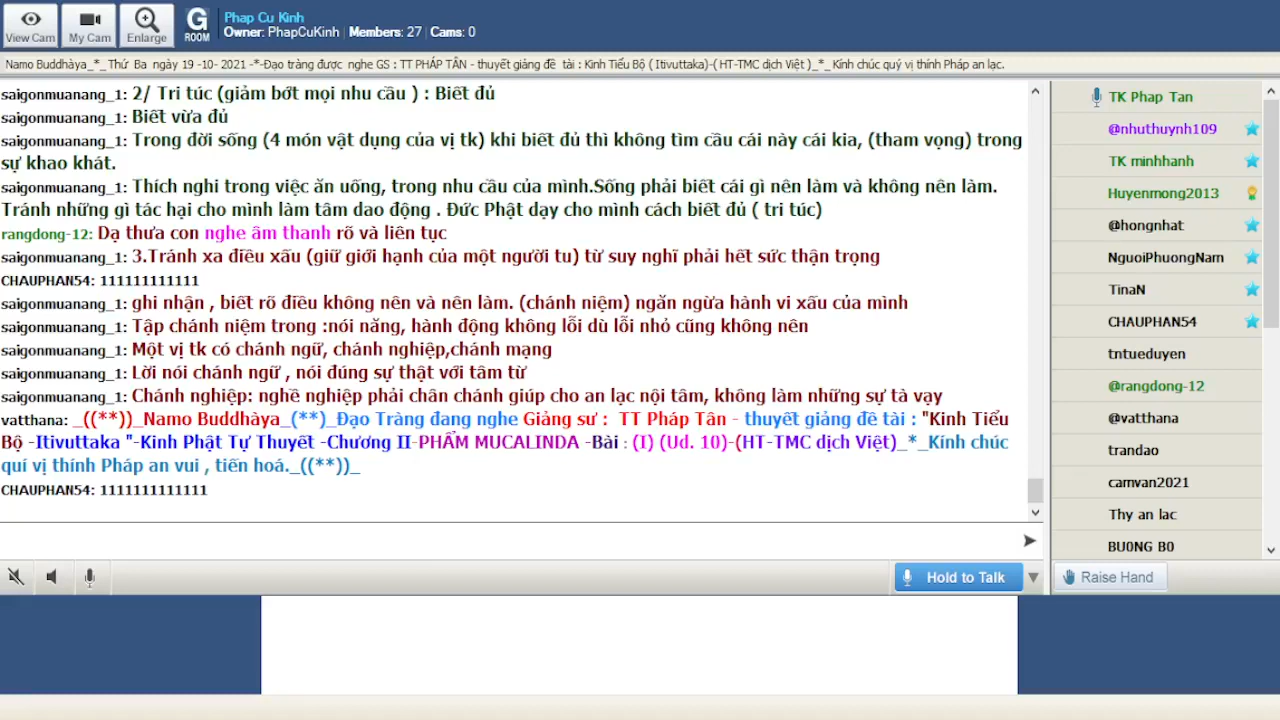 View Cam
My Cam
Enlarge
G
ROOM
Phap Cu Kinh
Owner: PhapCuKinh | Members: 27 | Cams: 0
Namo Buddhàya_*_Thứ Ba ngày 19 -10- 2021 -*-Đạo tràng được nghe GS : TT PHÁP TÂN - thuyết giảng đề tài : Kinh Tiểu Bộ ( Itivuttaka)-( HT-TMC dịch Việt )_*_ Kính chúc quý vị thính Pháp an lạc.
saigonmuanang_1: 2/ Tri túc (giảm bớt mọi nhu cầu ) : Biết đủ
saigonmuanang_1: Biết vừa đủ
saigonmuanang_1: Trong đời sống (4 món vật dụng của vị tk) khi biết đủ thì không tìm cầu cái này cái kia, (tham vọng) trong
sự khao khát.
saigonmuanang_1: Thích nghi trong việc ăn uống, trong nhu cầu của mình.Sống phải biết cái gì nên làm và không nên làm.
Tránh những gì tác hại cho mình làm tâm dao động . Đức Phật dạy cho mình cách biết đủ ( tri túc)
rangdong-12: Dạ thưa con nghe âm thanh rõ và liên tục
saigonmuanang_1: 3.Tránh xa điều xấu (giữ giới hạnh của một người tu) từ suy nghĩ phải hết sức thận trọng
CHAUPHAN54: 111111111111
saigonmuanang_1: ghi nhận , biết rõ điều không nên và nên làm. (chánh niệm) ngăn ngừa hành vi xấu của mình
saigonmuanang_1: Tập chánh niệm trong :nói năng, hành động không lỗi dù lỗi nhỏ cũng không nên
saigonmuanang_1: Một vị tk có chánh ngữ, chánh nghiệp,chánh mạng
saigonmuanang_1: Lời nói chánh ngữ , nói đúng sự thật với tâm từ
saigonmuanang_1: Chánh nghiệp: nghề nghiệp phải chân chánh giúp cho an lạc nội tâm, không làm những sự tà vạy
vatthana: _((**))_Namo Buddhàya_(**)_Đạo Tràng đang nghe Giảng sư : TT Pháp Tân - thuyết giảng đề tài : "Kinh Tiểu
Bộ -Itivuttaka "-Kinh Phật Tự Thuyết -Chương II-PHẨM MUCALINDA -Bài : (I) (Ud. 10)-(HT-TMC dịch Việt)_*_Kính chúc
quí vị thính Pháp an vui , tiến hoá._((**))_
CHAUPHAN54: 1111111111111
Hold to Talk
TK Phap Tan
@nhuthuynh109
TK minhhanh
Huyenmong2013
@hongnhat
NguoiPhuongNam
TinaN
CHAUPHAN54
tntueduyen
@rangdong-12
@vatthana
trandao
camvan2021
Thy an lac
BU0NG B0
Raise Hand